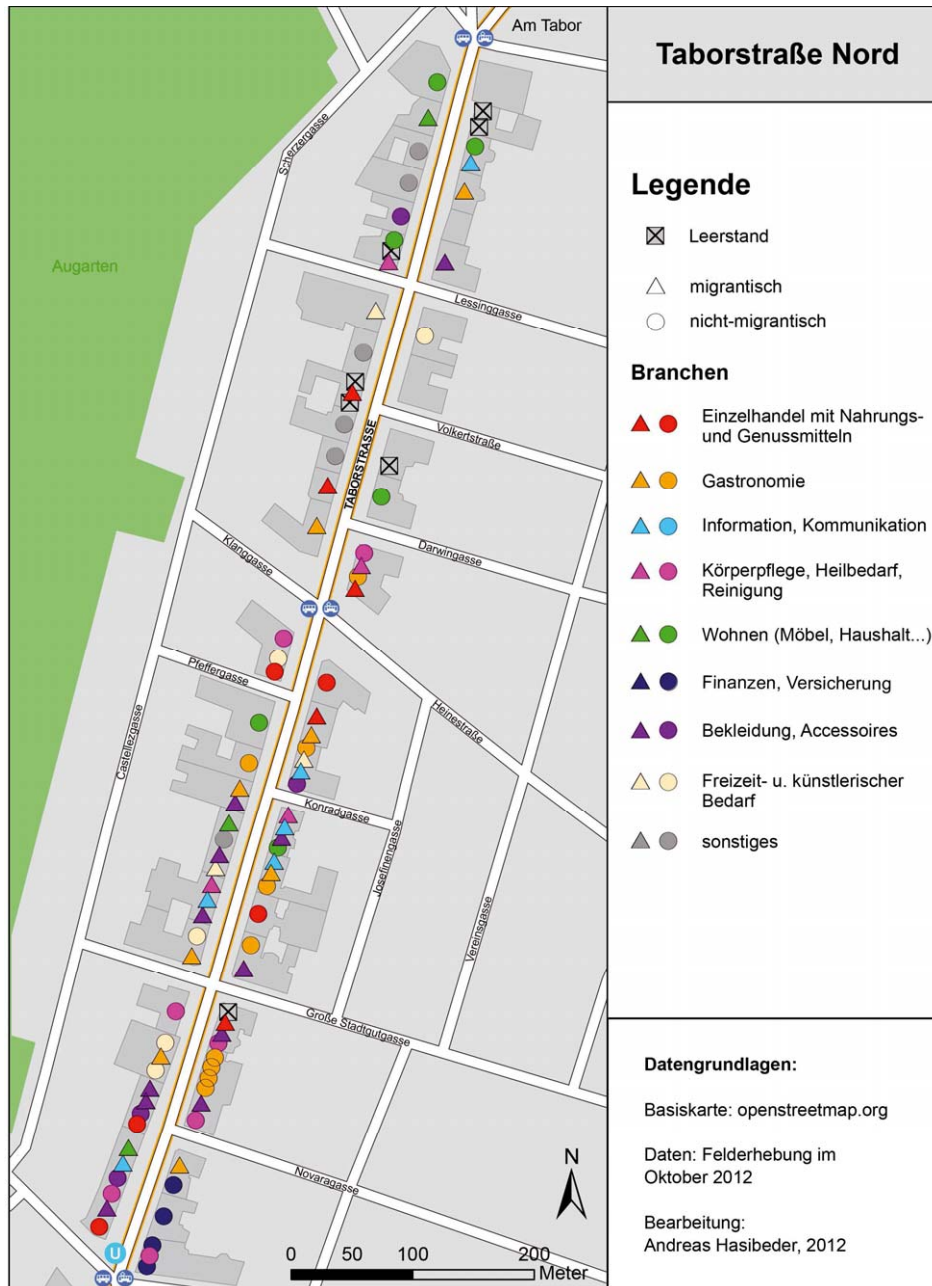 Am Tabor
Taborstraße Nord
Scherzergasse
Augarten
Lessinggasse
Volkertstraße
TABORSTRASSE
Klanggasse
Darwingasse
Pfeffergasse
Heinestraße
Castellezgasse
Konradgasse
Josefinengasse
Vereinsgasse
Große Stadtgutgasse
Novaragasse
U
N
0 50 100 200
Meter
Legende
Leerstand
migrantisch
nicht-migrantisch
Branchen
Einzelhandel mit Nahrungs-
und Genussmitteln
Gastronomie
Information, Kommunikation
Körperpflege, Heilbedarf,
Reinigung
Wohnen (Möbel, Haushalt...)
Finanzen, Versicherung
Bekleidung, Accessoires
Freizeit- u. künstlerischer
Bedarf
sonstiges
Datengrundlagen:
Basiskarte: openstreetmap.org
Daten: Felderhebung im
Oktober 2012
Bearbeitung:
Andreas Hasibeder, 2012